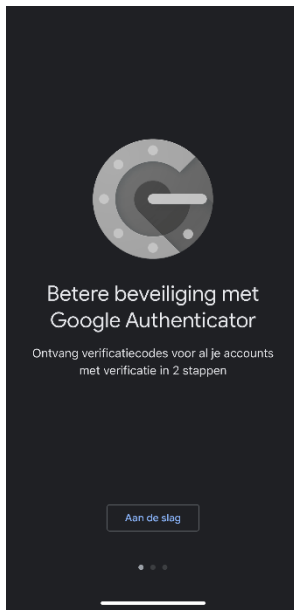 Betere beveiliging met
Google Authenticator
Ontvang verificatiecodes voor al je accounts
met verificatie in 2 stappen
Aan de slag